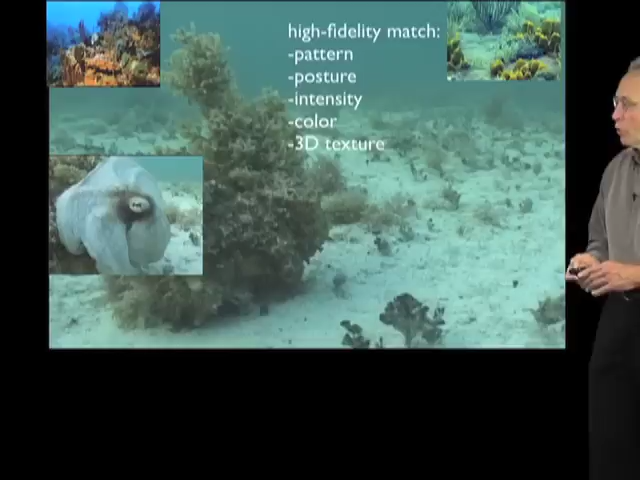 high-fidelity match:
-pattern
-posture
-intensity
-color
-3D texture